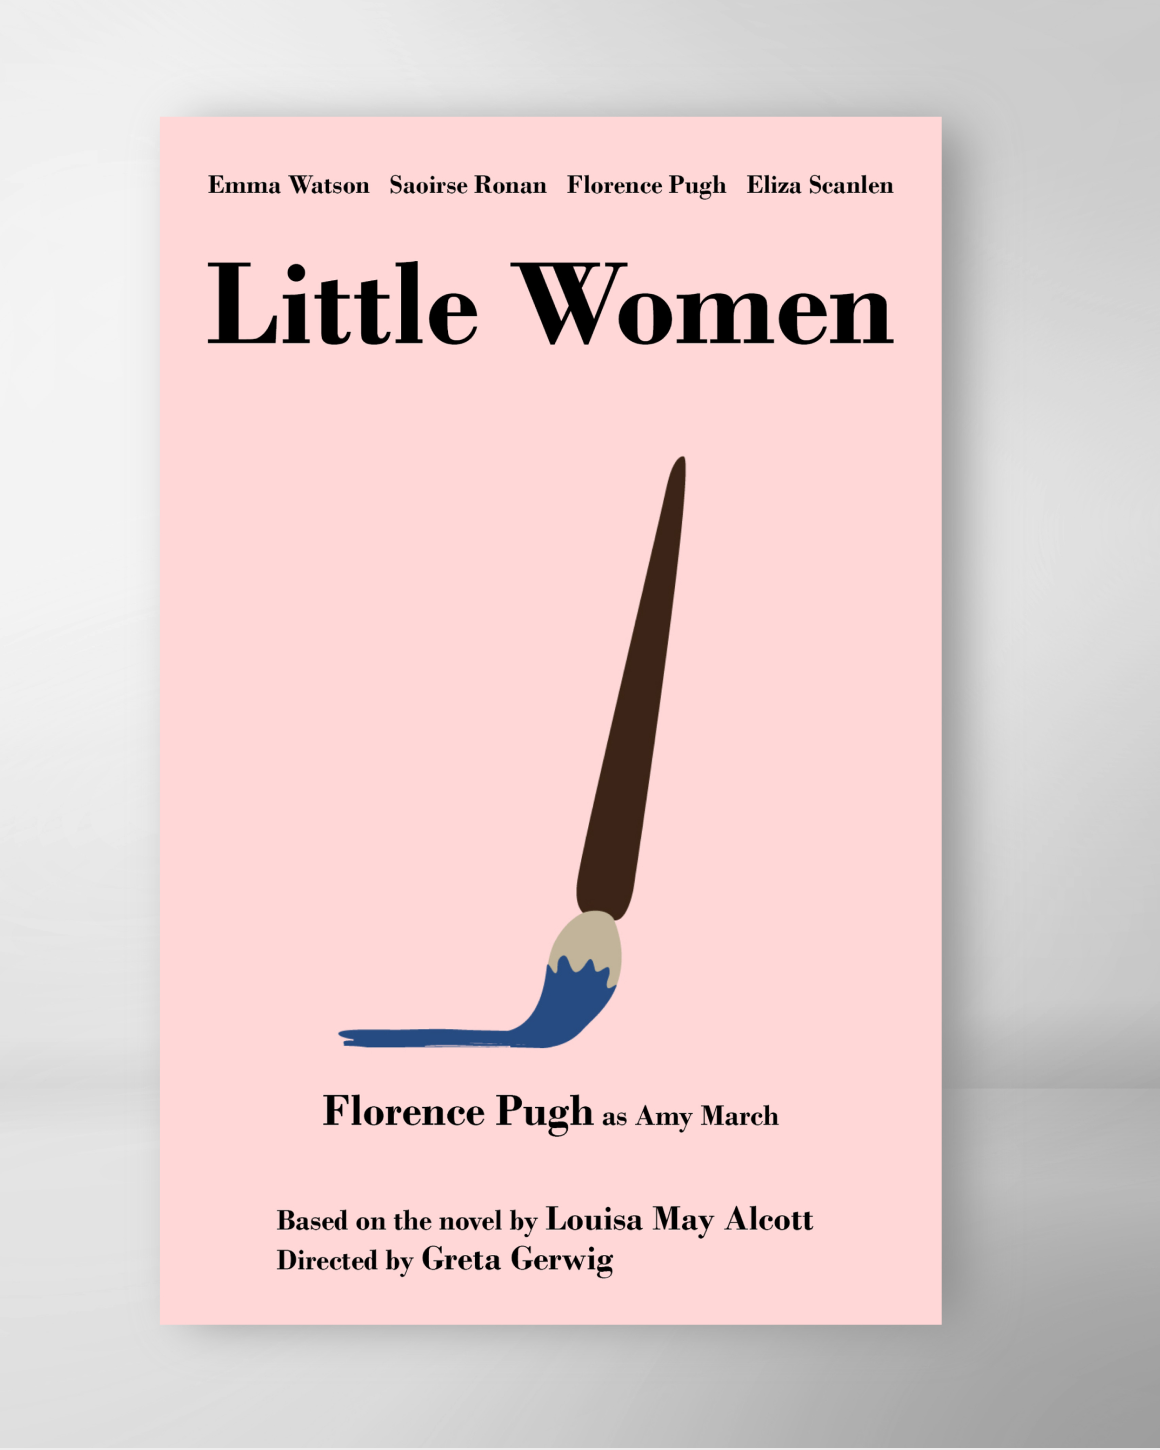 Emma Watson Saoirse Ronan Florence Pugh Eliza Scanlen
Little Women
Florence Pugh as Amy March
Based on the novel by Louisa May Alcott
Directed by Greta Gerwig